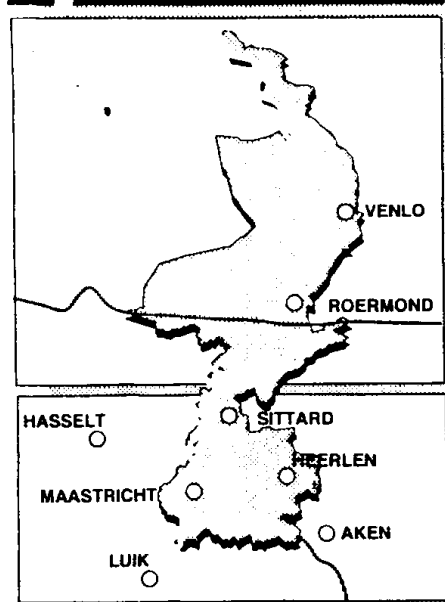 VENLO
ROERMOND
SITTARD
HASSELT
HEERLEN
MAASTRICHT
AKEN
LUIK